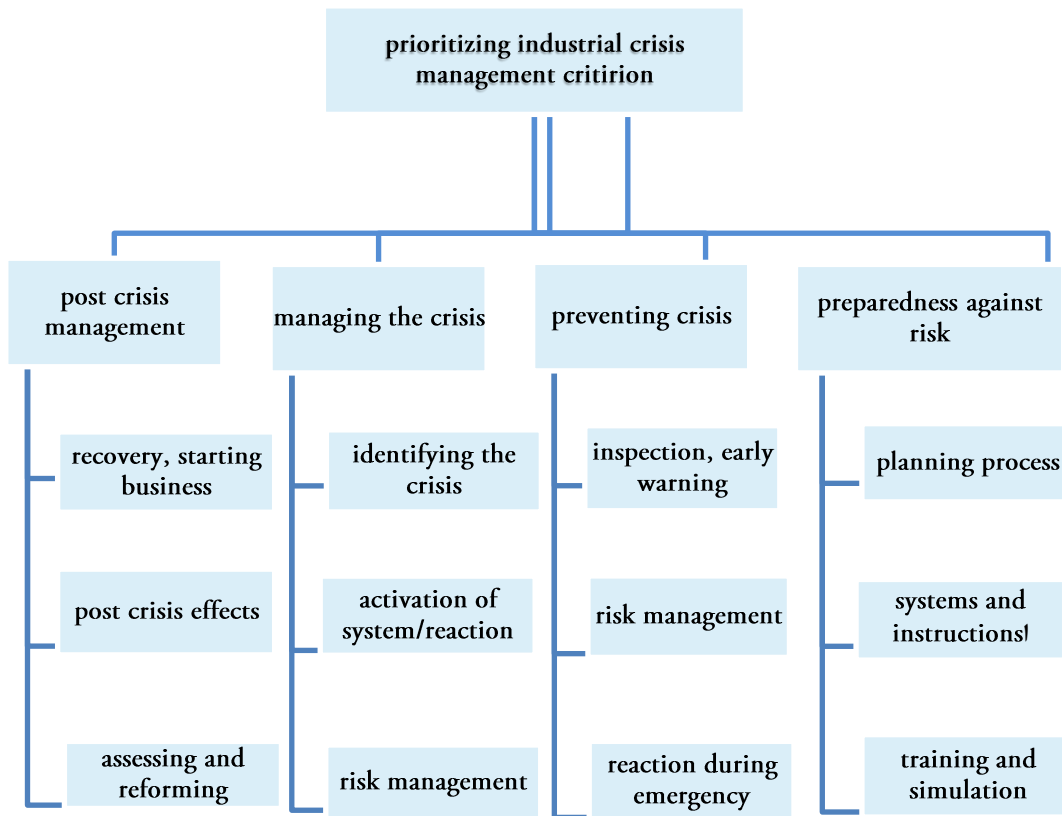 prioritizing industrial crisis
management critirion
post crisis
management
managing the crisis
preventing crisis
preparedness against
risk
recovery, starting
business
identifying the
crisis
inspection, early
warning
planning process
post crisis effects
activation of
system/reaction
risk management
systems and
instructions
assessing and
reforming
risk management
reaction during
emergency
training and
simulation